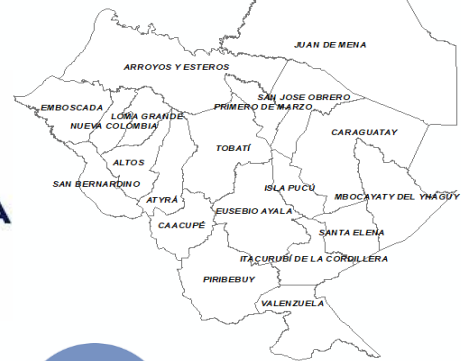 JUAN DE MENA
ARROYOS Y ESTEROS
SAN JOSE OBRERO
EMBOSCADA
PRIMERO DE MARZO
LOMA GRANDE
NUEVA COLOMBIA
CARAGUATAY
TOBATÍ
ALTOS
SAN BERNARDINO
ISLA PUCÚ
MBOCAYATY DEL YHAGUY
ATYRÁ
EUSEBIO AYALA
CAACUPÉ
SANTA ELENA
ITACURUBÍ DE LA CORDILLERA
PIRIBEBUY
VALENZUELA
A